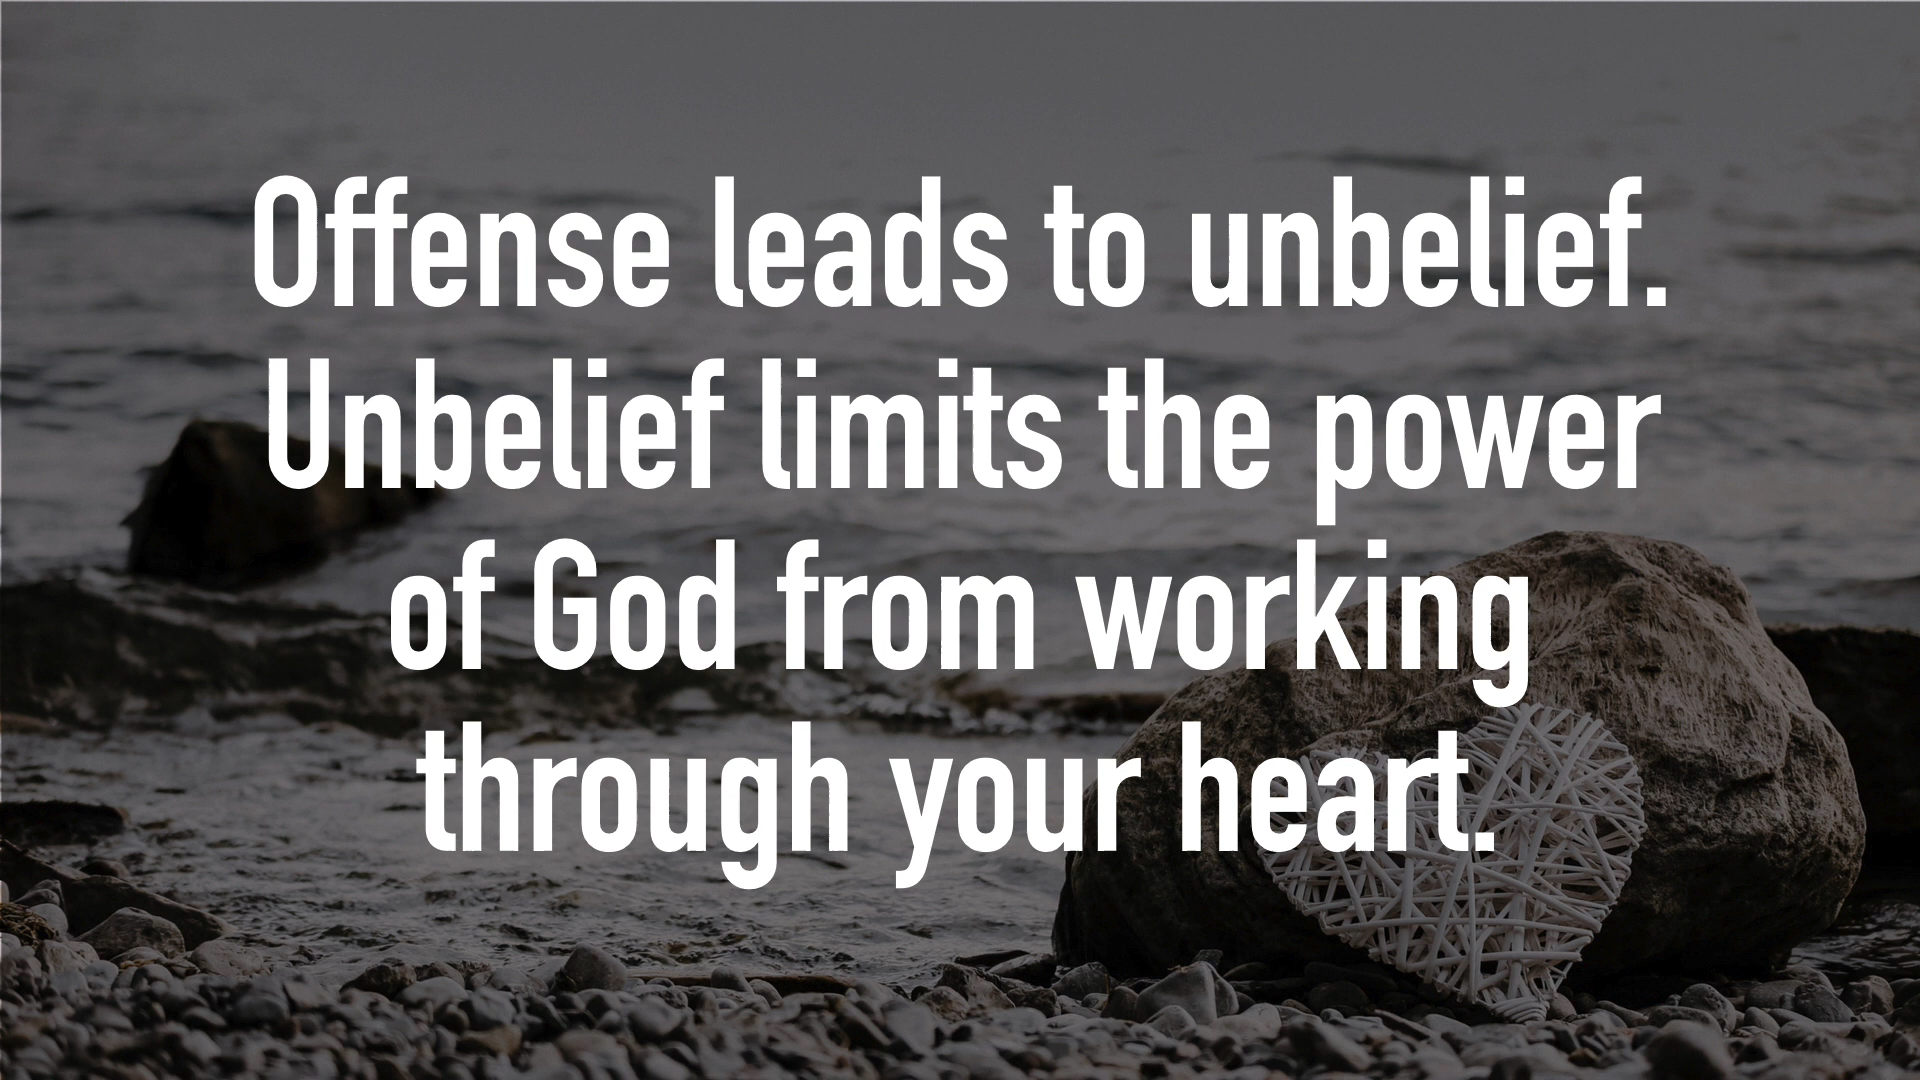 Offense leads to unbelief.
Unbelief limits the power
of God from working
through your heart.